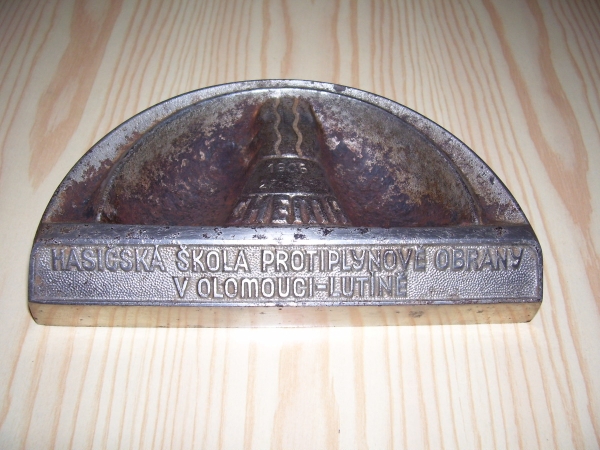 HASIČSKÁ ŠKOLA PROTIPLYNOVÉ OBRANY
V OLOMOUCI-LUTÍNĚ